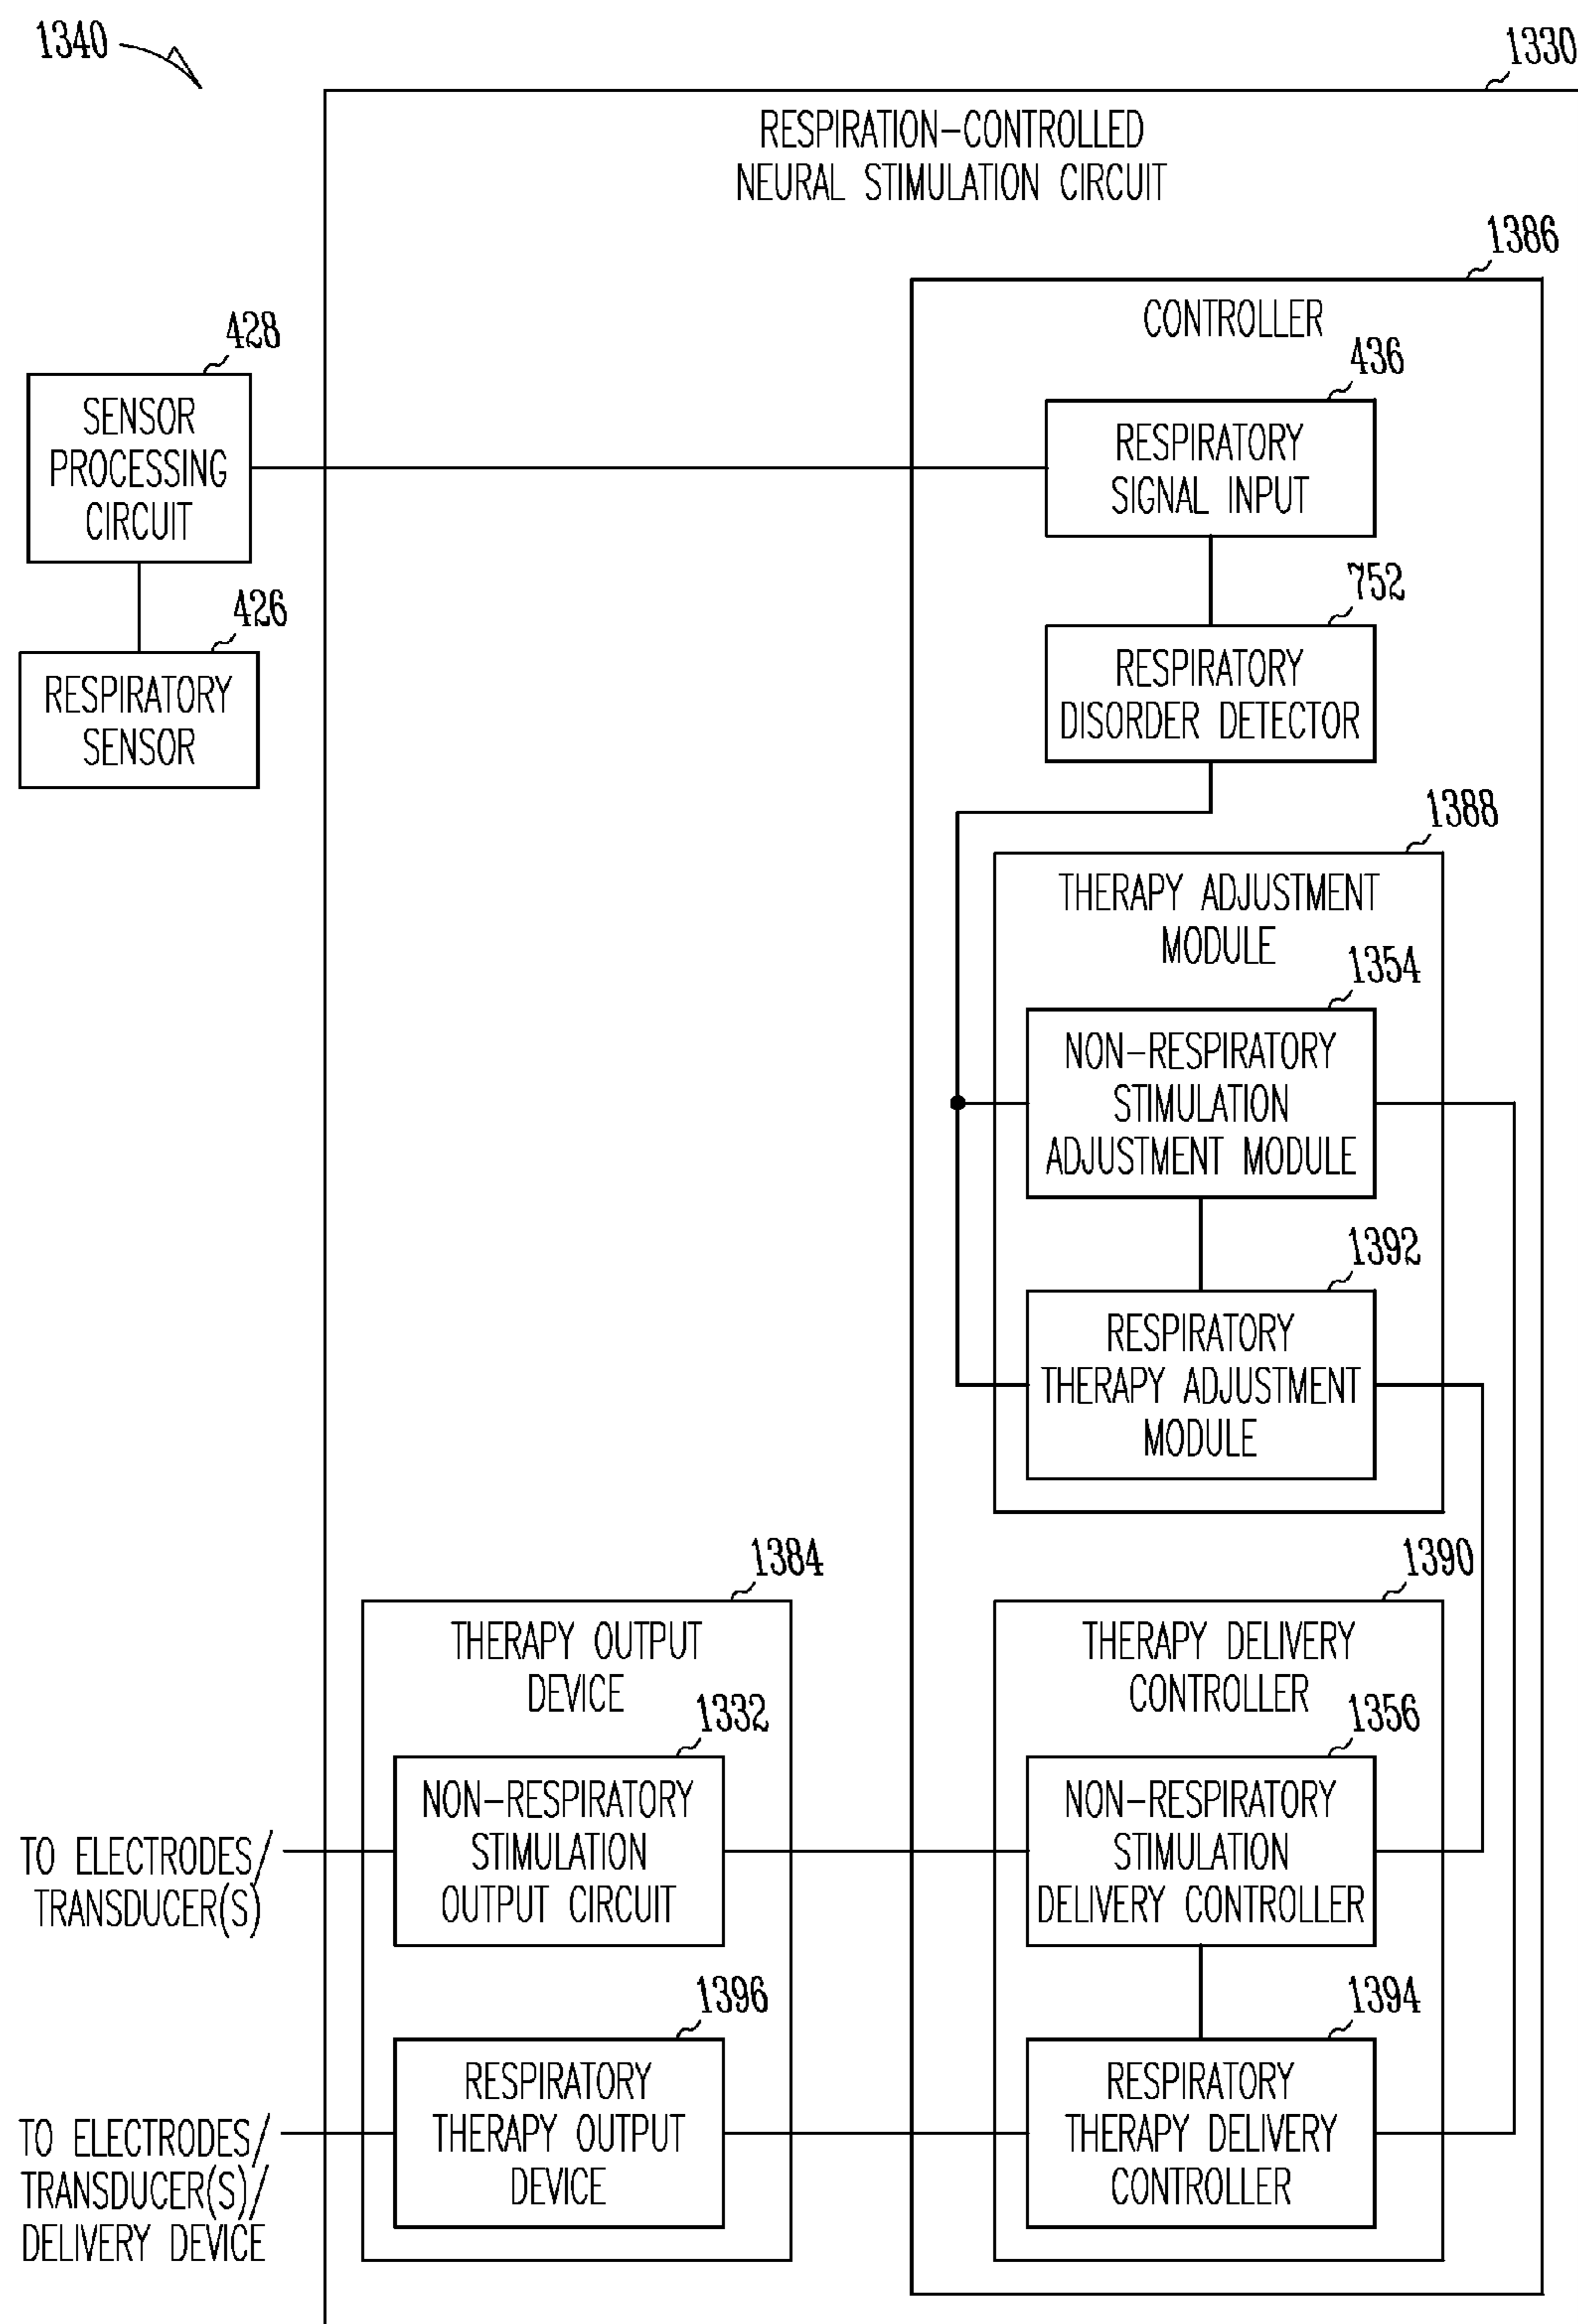 1340
1330
RESPIRATION-CONTROLLED
NEURAL STIMULATION CIRCUIT
1386
CONTROLLER
428
SENSOR
PROCESSING
CIRCUIT
436
RESPIRATORY
SIGNAL INPUT
426
RESPIRATORY
SENSOR
752
RESPIRATORY
DISORDER DETECTOR
1388
THERAPY ADJUSTMENT
MODULE
1354
NON-RESPIRATORY
STIMULATION
ADJUSTMENT MODULE
1392
RESPIRATORY
THERAPY ADJUSTMENT
MODULE
1384
THERAPY OUTPUT
DEVICE
1390
THERAPY DELIVERY
CONTROLLER
1332
NON-RESPIRATORY
STIMULATION
OUTPUT CIRCUIT
1356
NON-RESPIRATORY
STIMULATION
DELIVERY CONTROLLER
TO ELECTRODES/
TRANSDUCER(S)
1396
RESPIRATORY
THERAPY OUTPUT
DEVICE
1394
RESPIRATORY
THERAPY DELIVERY
CONTROLLER
TO ELECTRODES/
TRANSDUCER(S)/
DELIVERY DEVICE